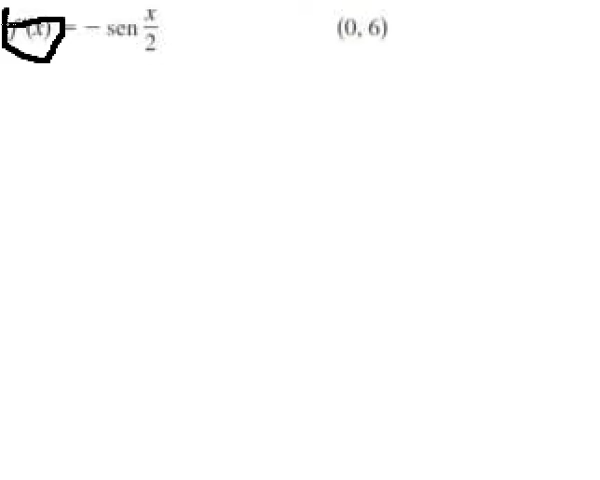 (x) = - sen x/2 (0, 6)